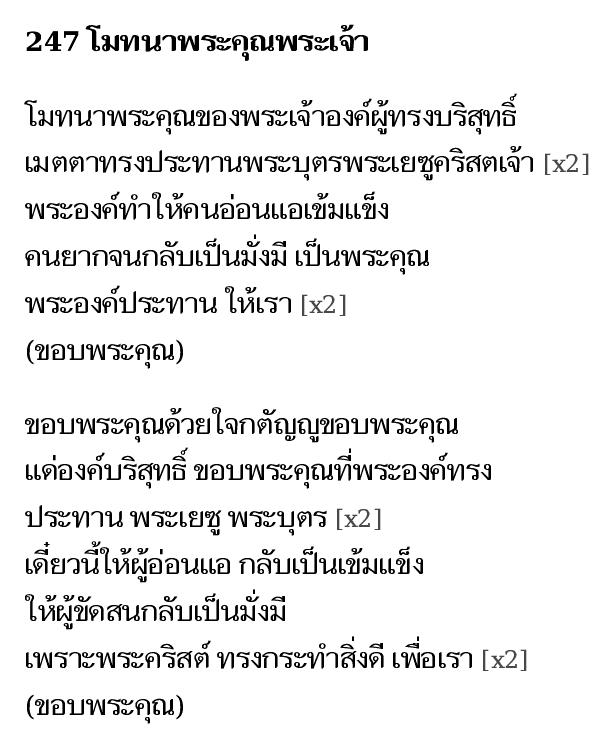 247 โมทนาพระคุณพระเจ้า
โมทนาพระคุณของพระเจ้าองค์ผู้ทรงบริสุทธิ์
เมตตาทรงประทานพระบุตรพระเยซูคริสตเจ้า [x2]
พระองค์ทำให้คนอ่อนแอเข้มแข็ง
คนยากจนกลับเป็นมั่งมี เป็นพระคุณ
พระองค์ประทาน ให้เรา [x2]
(ขอบพระคุณ)
ขอบพระคุณด้วยใจกตัญญูขอบพระคุณ
แด่องค์บริสุทธิ์ ขอบพระคุณที่พระองค์ทรง
ประทาน พระเยซู พระบุตร [x2]
เดี๋ยวนี้ให้ผู้อ่อนแอ กลับเป็นเข้มแข็ง
ให้ผู้ขัดสนกลับเป็นมั่งมี
เพราะพระคริสต์ ทรงกระทำสิ่งดี เพื่อเรา [x2]
(ขอบพระคุณ)